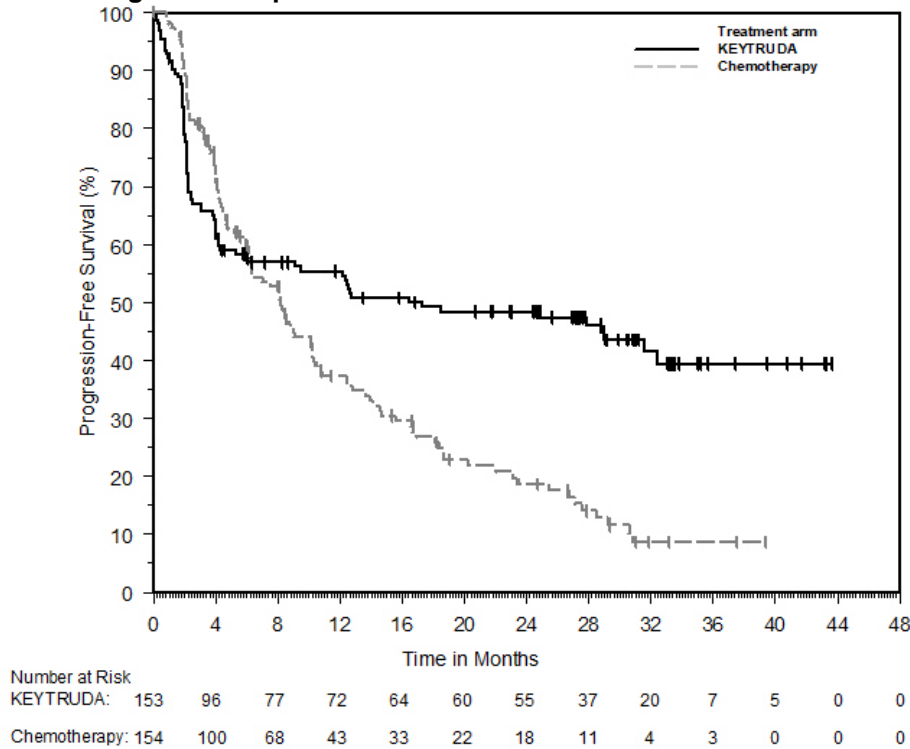 100
90
80
70
60
50
40
30
20
10
0
Progression-Free Survival (%)
Treatment arm
KEYTRUDA
Chemotherapy
0 4 8 12 16 20 24 28 32 36 40 44 48
Time in Months
Number at Risk
KEYTRUDA: 153 96 77 72 64 60 55 37 20 7 5 0 0
Chemotherapy: 154 100 68 43 33 22 18 11 4 3 0 0 0